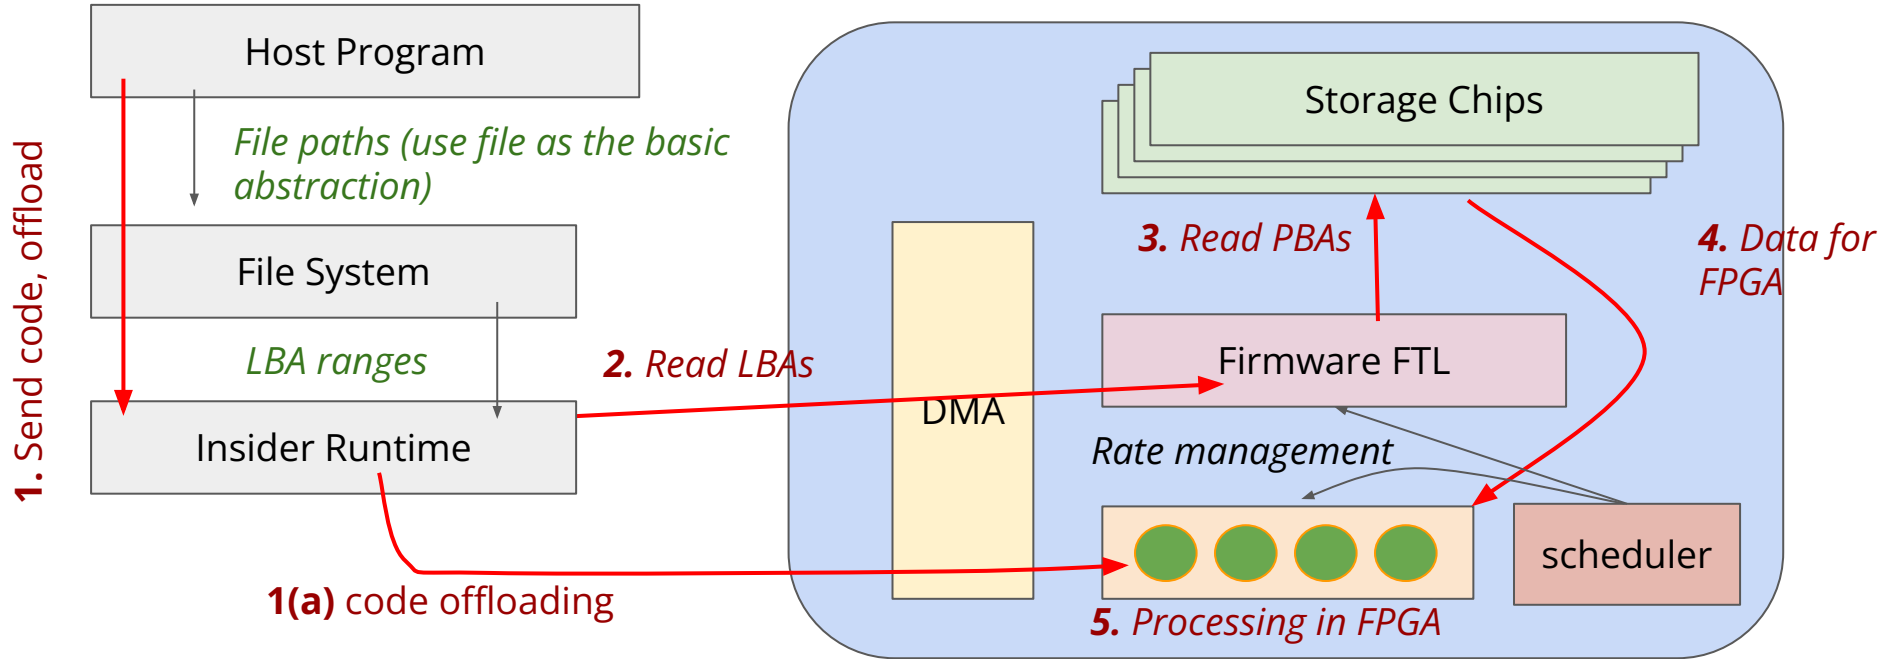 Host Program
File paths (use file as the basic
abstraction)
1. Send code, offload
File System
LBA ranges
Insider Runtime
1(a) code offloading
2. Read LBAs
DMA
Storage Chips
3. Read PBAs
4. Data for
FPGA
Firmware FTL
Rate management
scheduler
5. Processing in FPGA